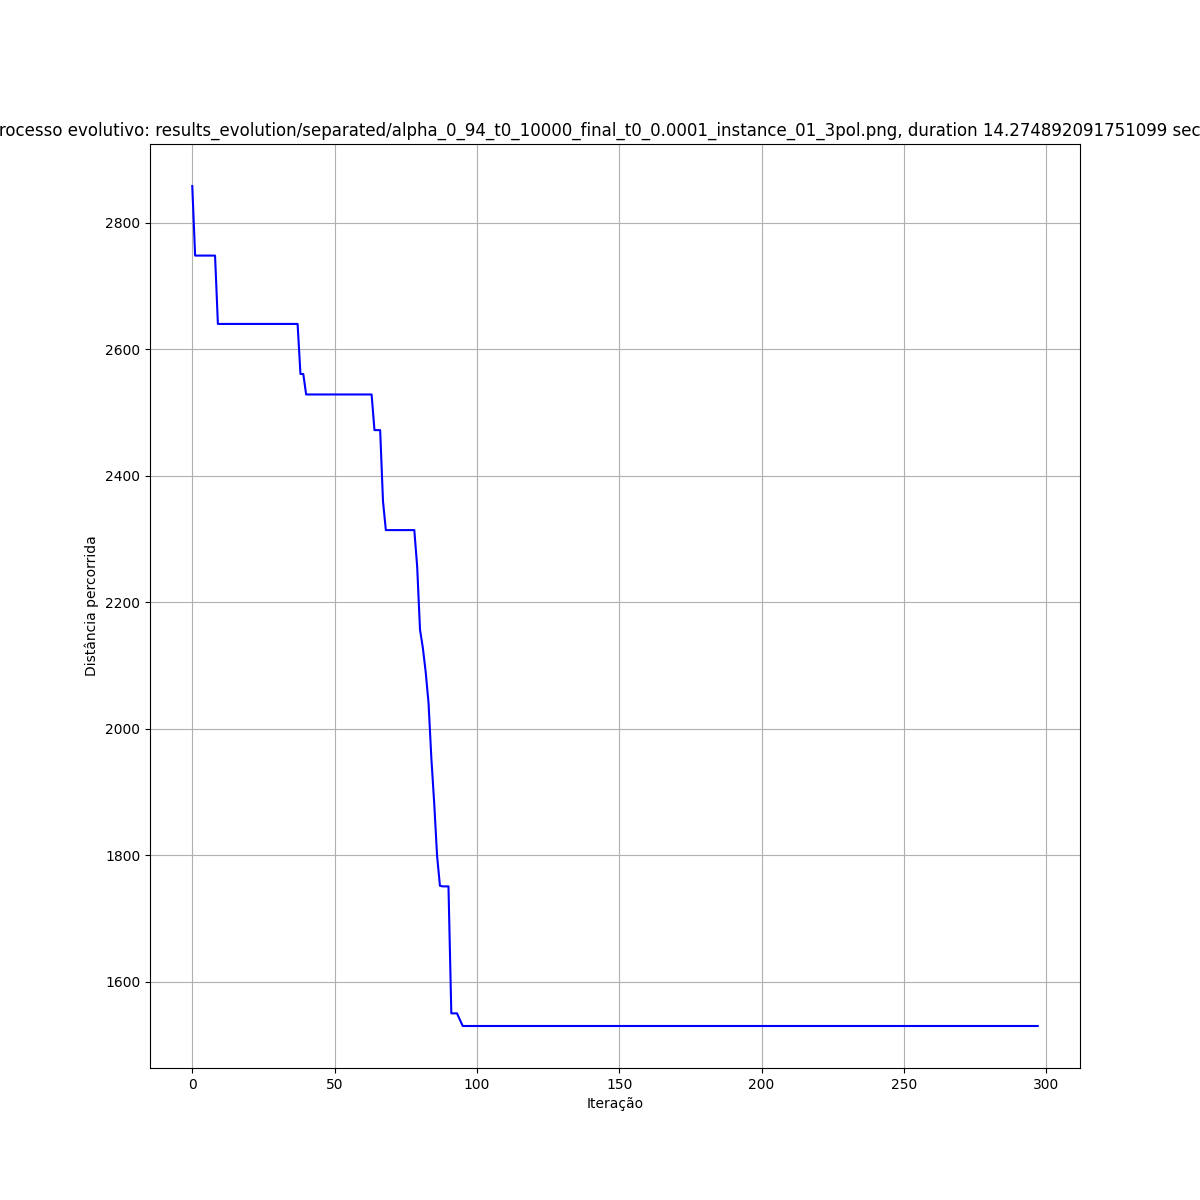 rocesso evolutivo: results_evolution/separated/alpha_0_94_t0_10000_final_t0_0.0001_instance_01_3pol.png, duration 14.274892091751099 sec
2800
2600
2400
2200
2000
1800
1600
Distância percorrida
0 50 100 150 200 250 300
Iteração